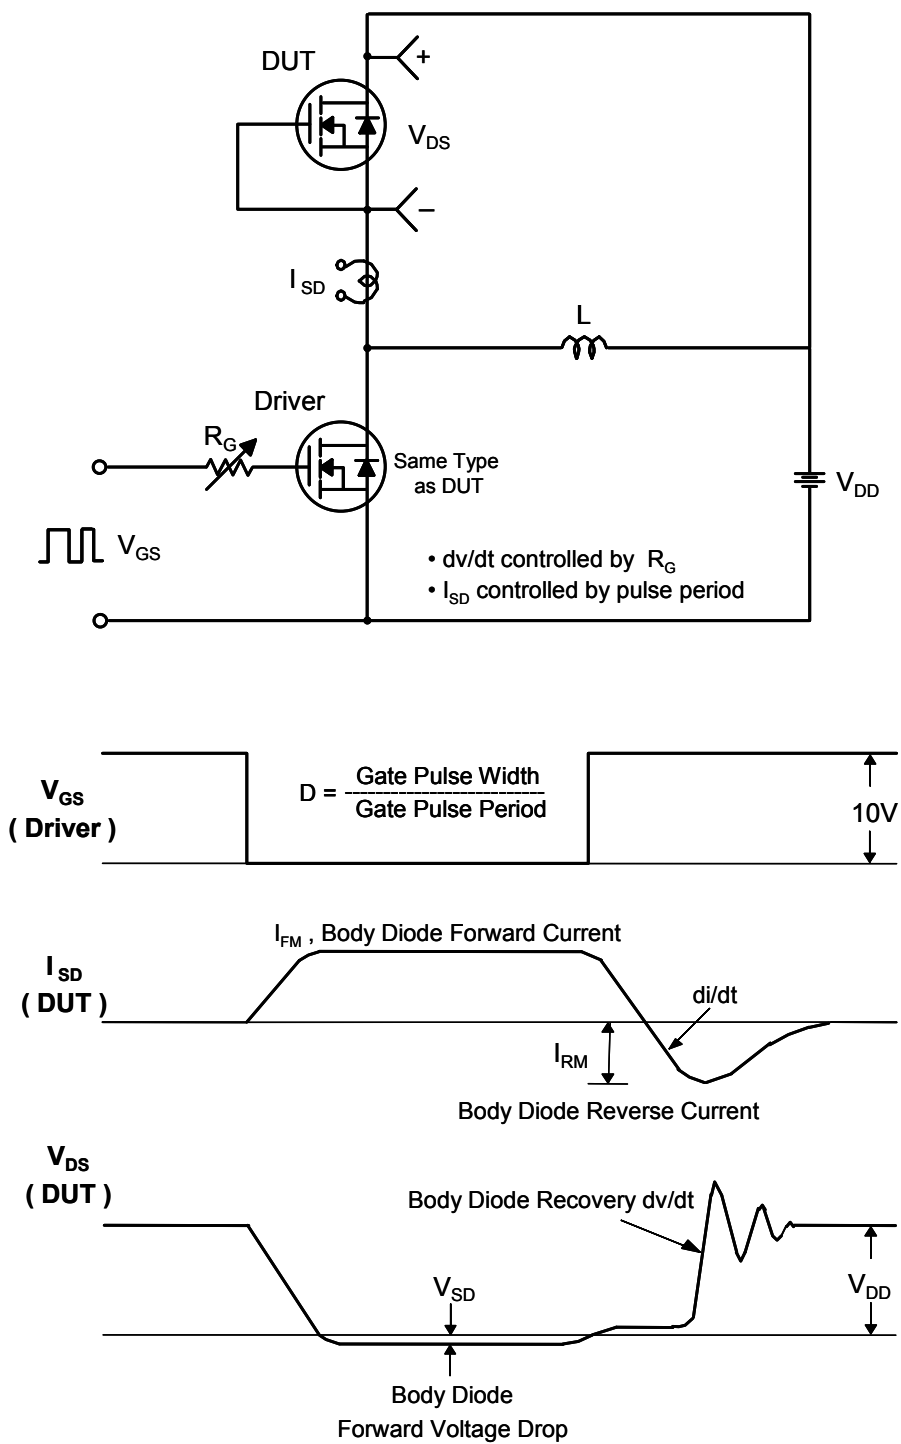 DUT
+
V_DS
–
I_SD
L
Driver
R_G
Same Type
as DUT
V_DD
V_GS
• dv/dt controlled by R_G
• I_SD controlled by pulse period
V_GS
( Driver )
D = Gate Pulse Width
Gate Pulse Period
10V
I_FM , Body Diode Forward Current
I_SD
( DUT )
di/dt
I_RM
Body Diode Reverse Current
V_DS
( DUT )
Body Diode Recovery dv/dt
V_SD
V_DD
Body Diode
Forward Voltage Drop